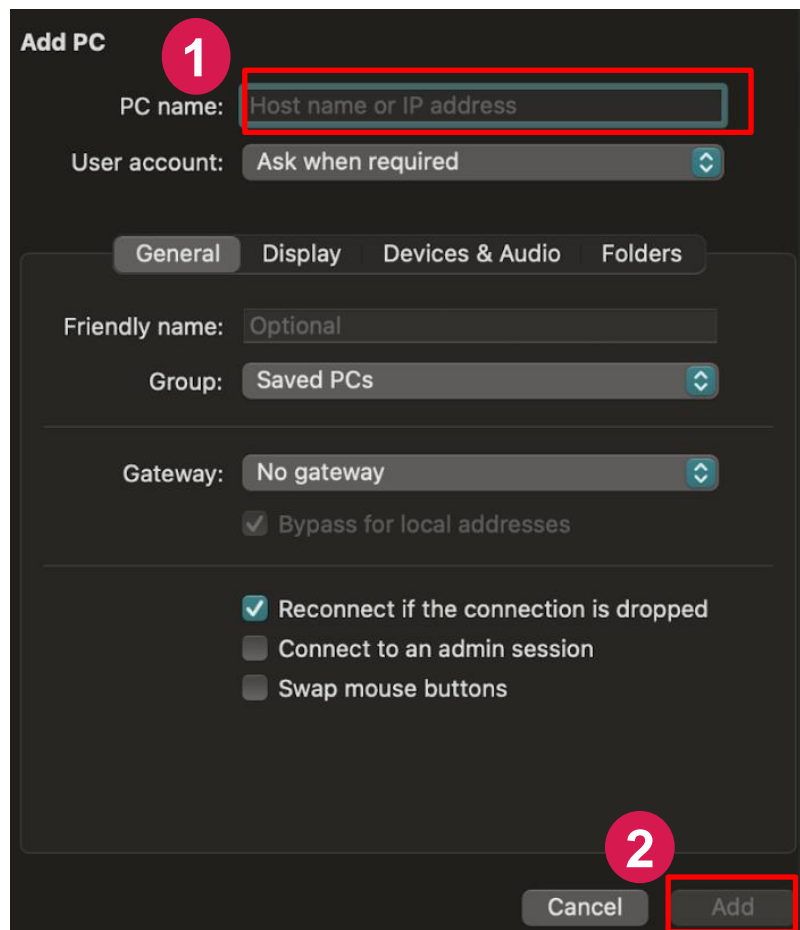 Add PC
1
PC name: Host name or IP address
User account: Ask when required
General Display Devices & Audio Folders
Friendly name: Optional
Group: Saved PCs
Gateway: No gateway
Bypass for local addresses
Reconnect if the connection is dropped
Connect to an admin session
Swap mouse buttons
2
Cancel Add